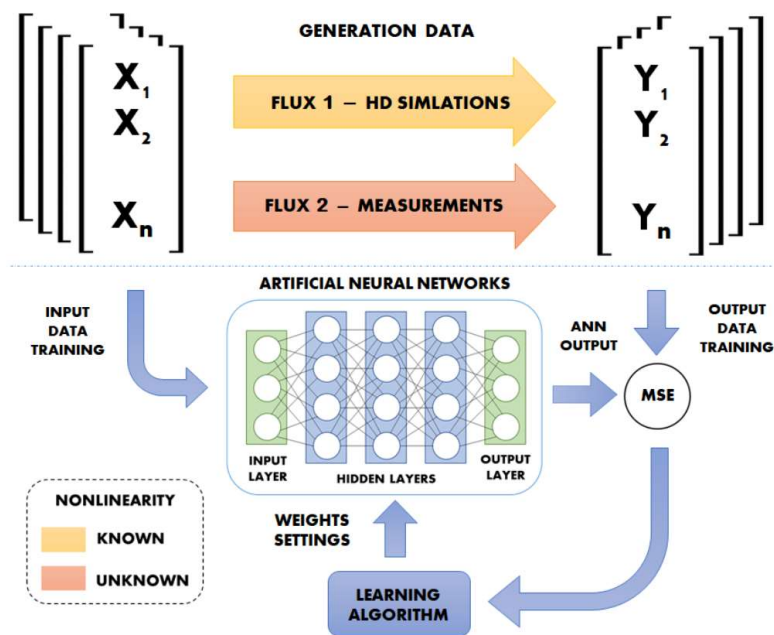 GENERATION DATA
X1
X2
Xn
FLUX 1 – HD SIMLATIONS
FLUX 2 – MEASUREMENTS
Y1
Y2
Yn
ARTIFICIAL NEURAL NETWORKS
INPUT
DATA
TRAINING
INPUT
LAYER
HIDDEN LAYERS
OUTPUT
LAYER
ANN
OUTPUT
OUTPUT
DATA
TRAINING
MSE
NONLINEARITY
KNOWN
UNKNOWN
WEIGHTS
SETTINGS
LEARNING
ALGORITHM